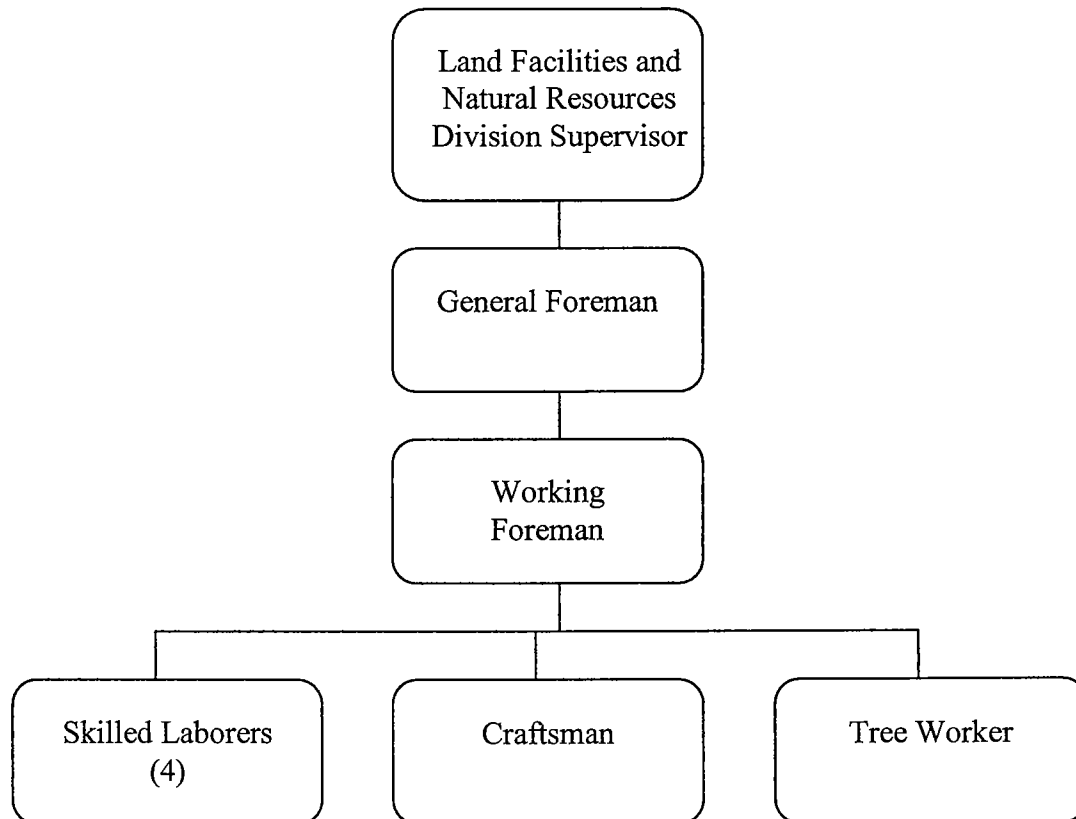 Land Facilities and
Natural Resources
Division Supervisor
General Foreman
Working
Foreman
Skilled Laborers
(4)
Craftsman
Tree Worker